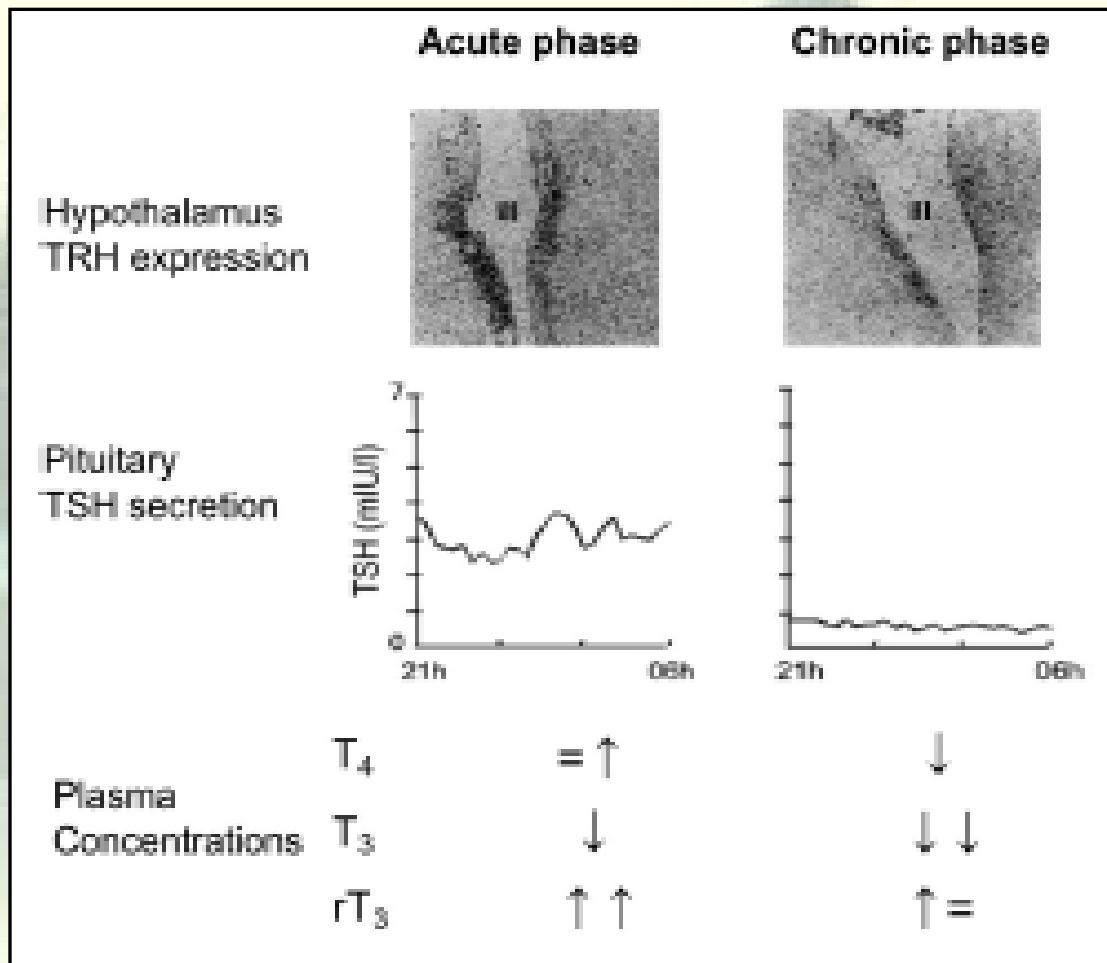 Acute phase Chronic phase
Hypothalamus
TRH expression
III III
Pituitary
TSH secretion
TSH (mIU/l)
7
0
21h 06h 21h 06h
Plasma
Concentrations
T₄ = ↑ ↓
T₃ ↓ ↓ ↓
rT₃ ↑ ↑ ↑ =